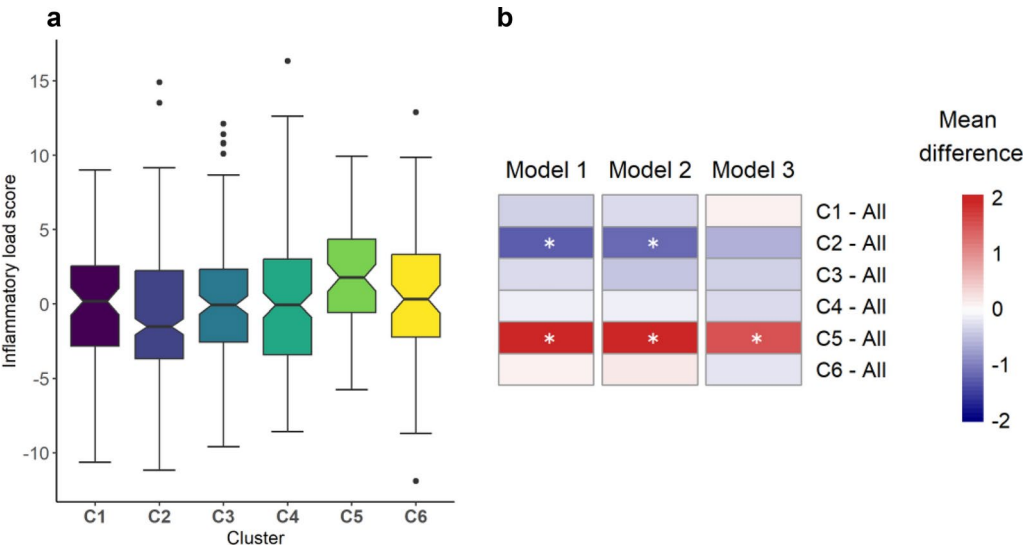 a
b
Inflammatory load score
15
10
5
0
-5
-10
C1 C2 C3 C4 C5 C6
Cluster
Model 1 Model 2 Model 3
C1 - All
* * C2 - All
C3 - All
C4 - All
* * * C5 - All
C6 - All
Mean
difference
2
1
0
-1
-2